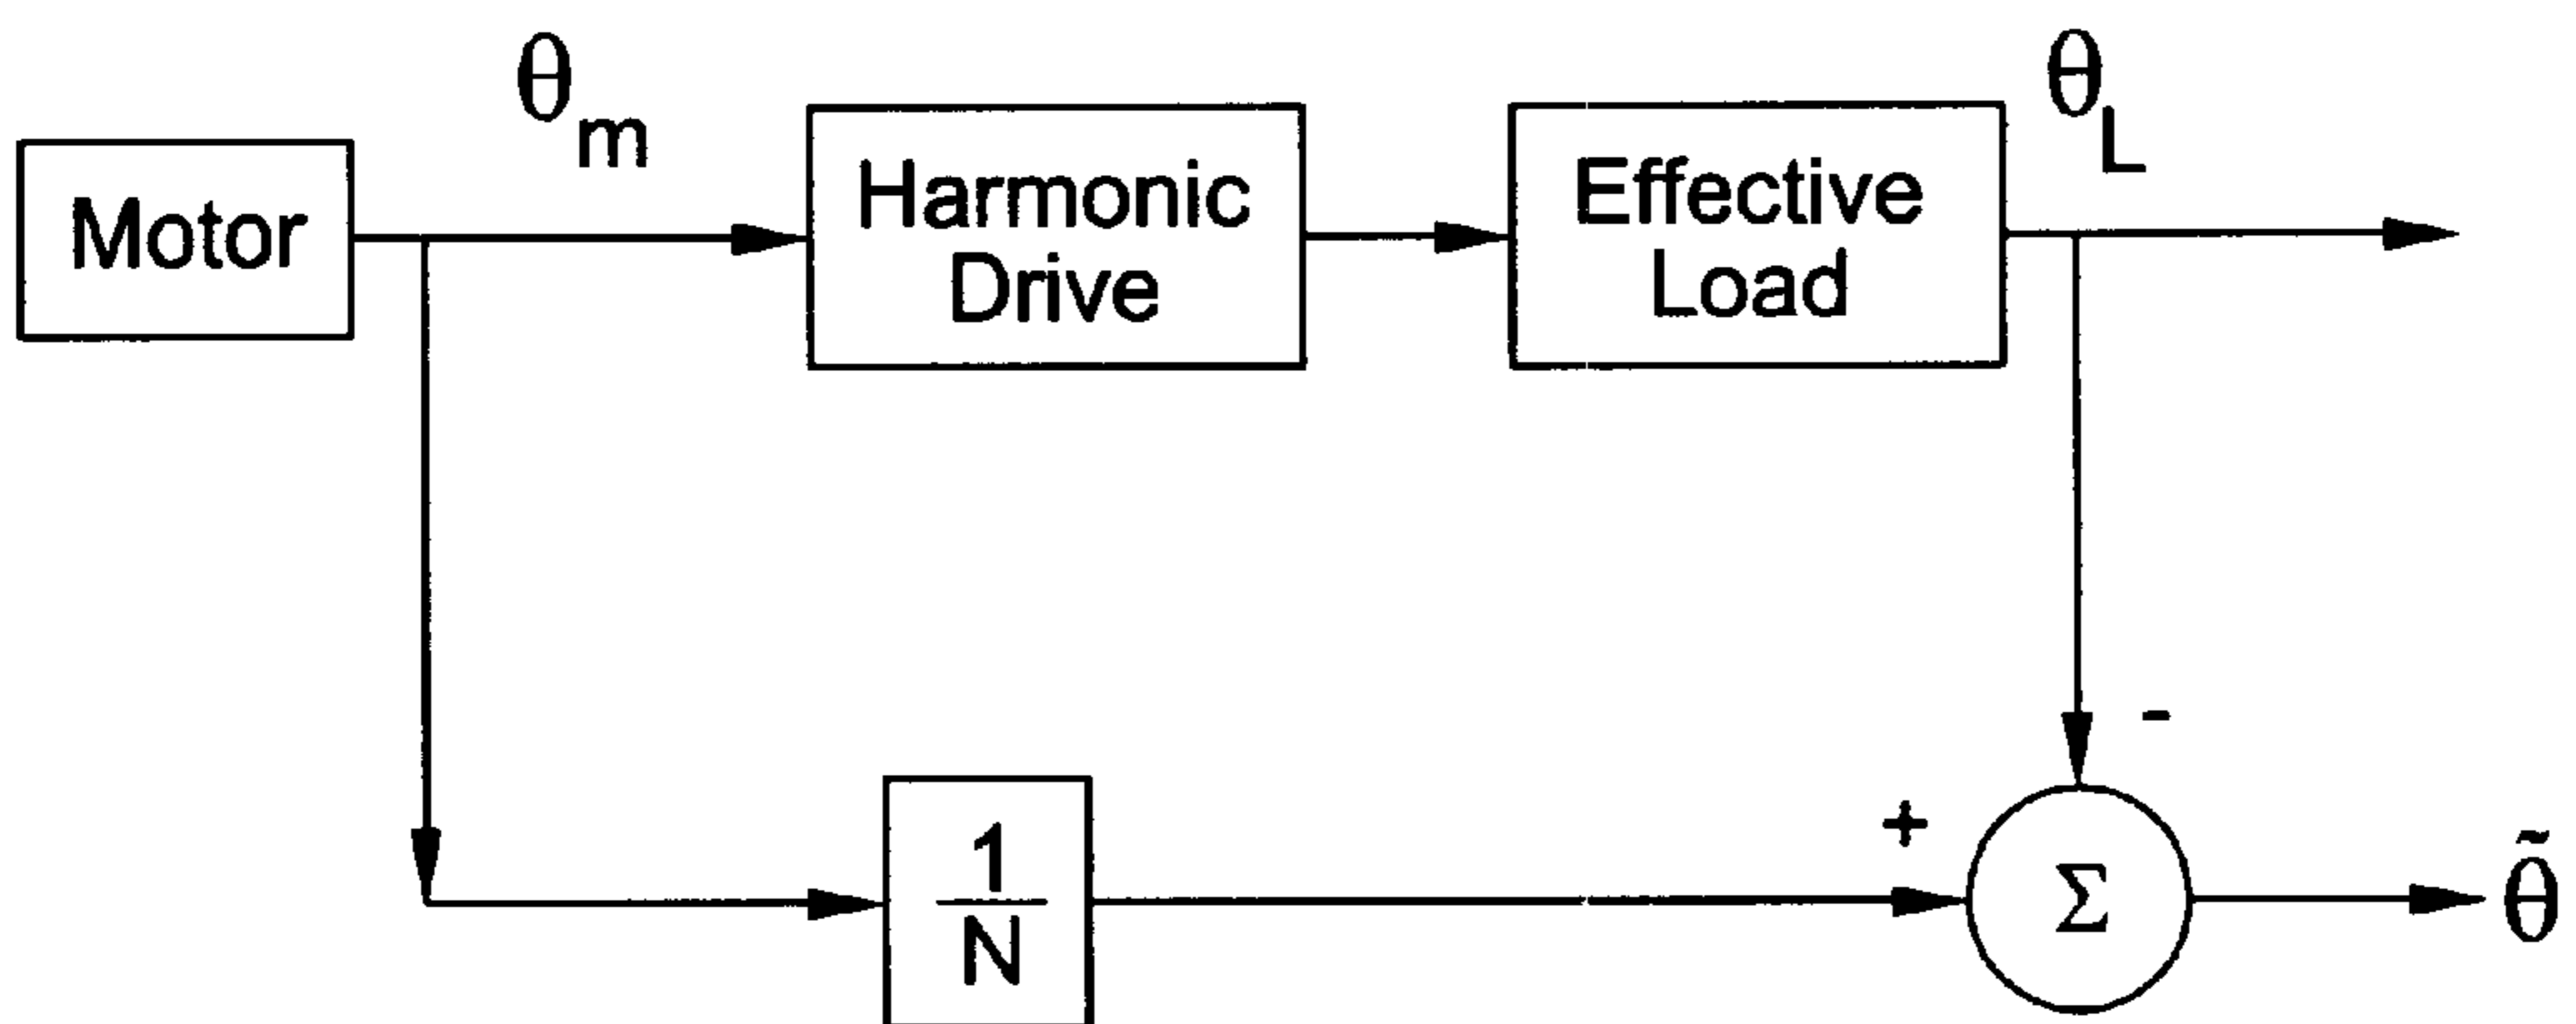 θm
θL
Motor
Harmonic
Drive
Effective
Load
-
+
1
N
Σ
θ̃